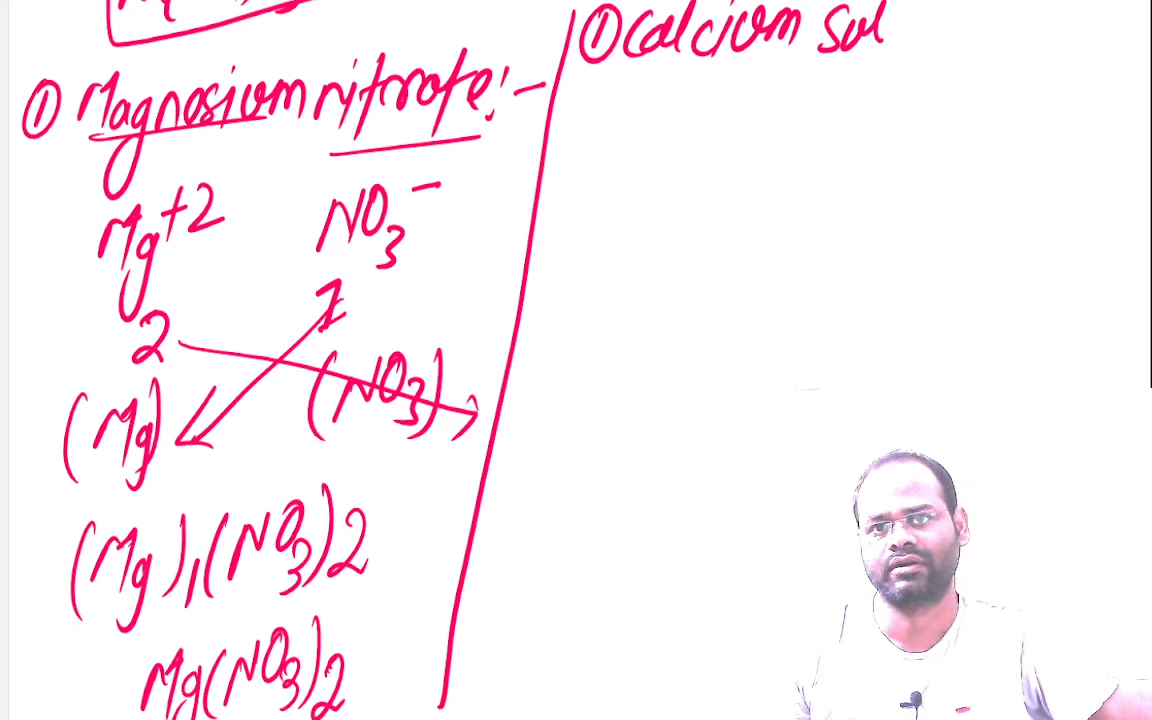 ① Magnesium nitrate:-
Mg+2 NO3-
2 1
(Mg) (NO3)
(Mg)1(NO3)2
Mg(NO3)2
① Calcium Sul